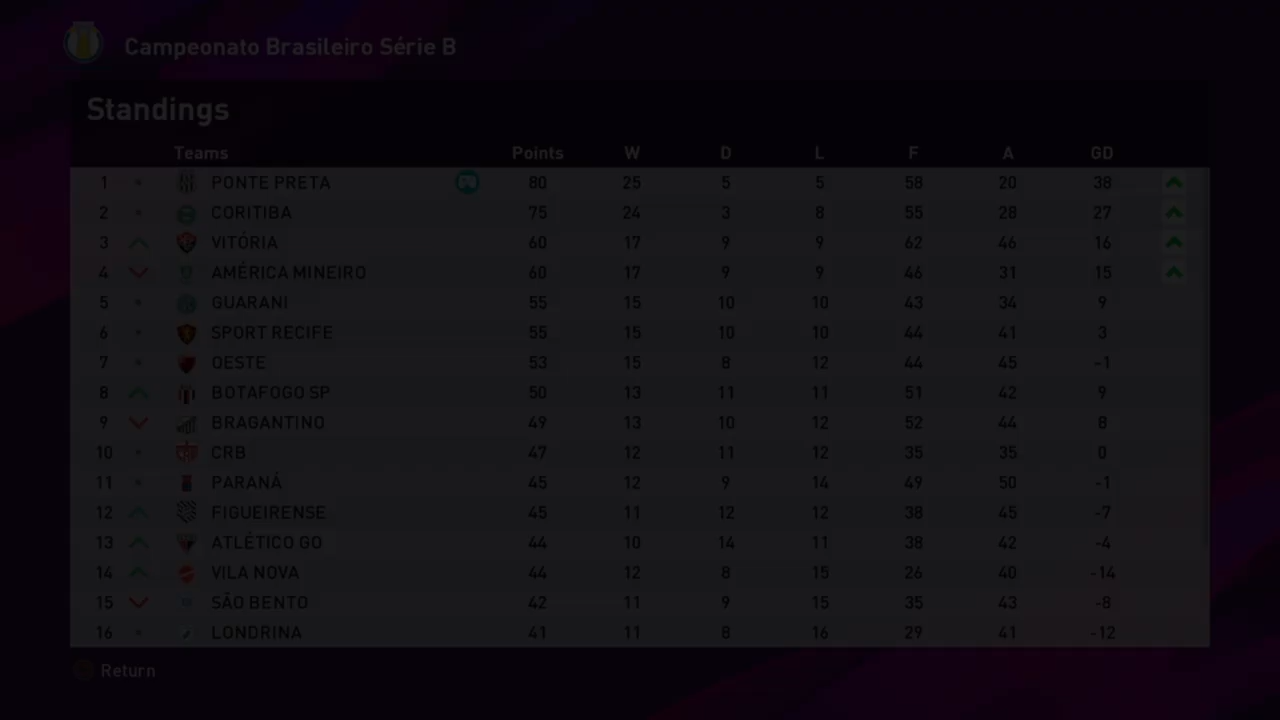 Campeonato Brasileiro Série B
Standings
Teams Points W D L F A GD
1 PONTE PRETA 80 25 5 5 58 20 38
2 CORITIBA 75 24 3 8 55 28 27
3 VITÓRIA 60 17 9 9 62 46 16
4 AMÉRICA MINEIRO 60 17 9 9 46 31 15
5 GUARANI 55 15 10 10 43 34 9
6 SPORT RECIFE 55 15 10 10 44 41 3
7 OESTE 53 15 8 12 44 45 -1
8 BOTAFOGO SP 50 13 11 11 51 42 9
9 BRAGANTINO 49 13 10 12 52 44 8
10 CRB 47 12 11 12 35 35 0
11 PARANÁ 45 12 9 14 49 50 -1
12 FIGUEIRENSE 45 11 12 12 38 45 -7
13 ATLÉTICO GO 44 10 14 11 38 42 -4
14 VILA NOVA 44 12 8 15 26 40 -14
15 SÃO BENTO 42 11 9 15 35 43 -8
16 LONDRINA 41 11 8 16 29 41 -12
Return